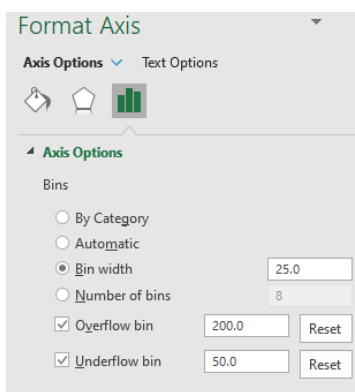 Format Axis
Axis Options Text Options
Axis Options
Bins
By Category
Automatic
Bin width 25.0
Number of bins 8
Overflow bin 200.0 Reset
Underflow bin 50.0 Reset